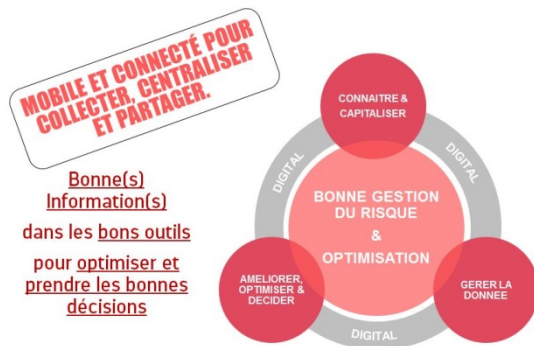 MOBILE ET CONNECTÉ POUR
COLLECTER, CENTRALISER
ET PARTAGER.
Bonne(s)
Information(s)
dans les bons outils
pour optimiser et
prendre les bonnes
décisions
CONNAITRE &
CAPITALISER
DIGITAL
DIGITAL
BONNE GESTION
DU RISQUE
&
OPTIMISATION
AMELIORER,
OPTIMISER &
DECIDER
GERER LA
DONNEE
DIGITAL